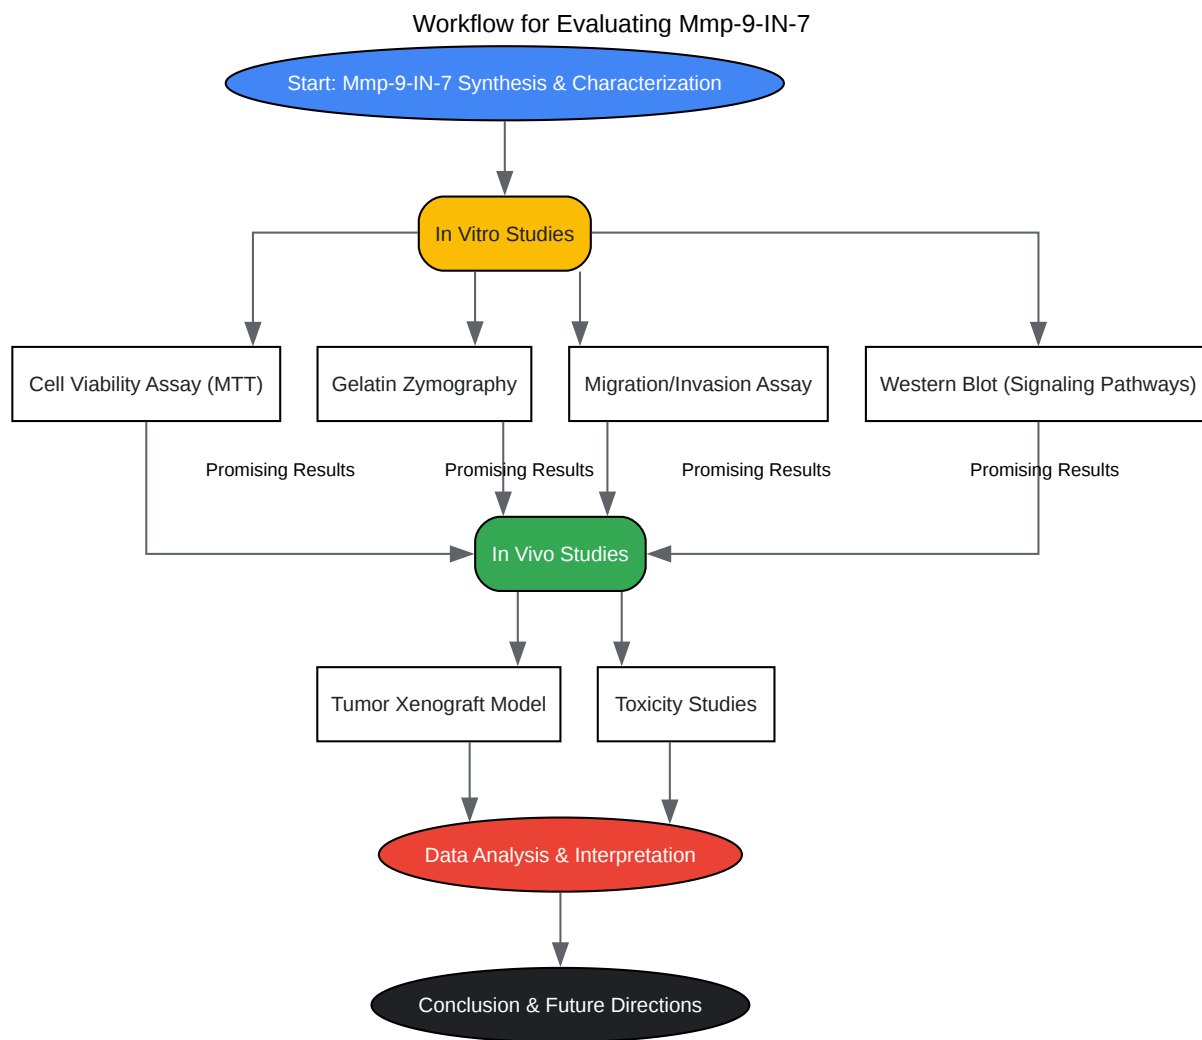 Workflow for Evaluating Mmp-9-IN-7
Start: Mmp-9-IN-7 Synthesis & Characterization
In Vitro Studies
Cell Viability Assay (MTT)
Gelatin Zymography
Migration/Invasion Assay
Western Blot (Signaling Pathways)
Promising Results
Promising Results
Promising Results
Promising Results
In Vivo Studies
Tumor Xenograft Model
Toxicity Studies
Data Analysis & Interpretation
Conclusion & Future Directions